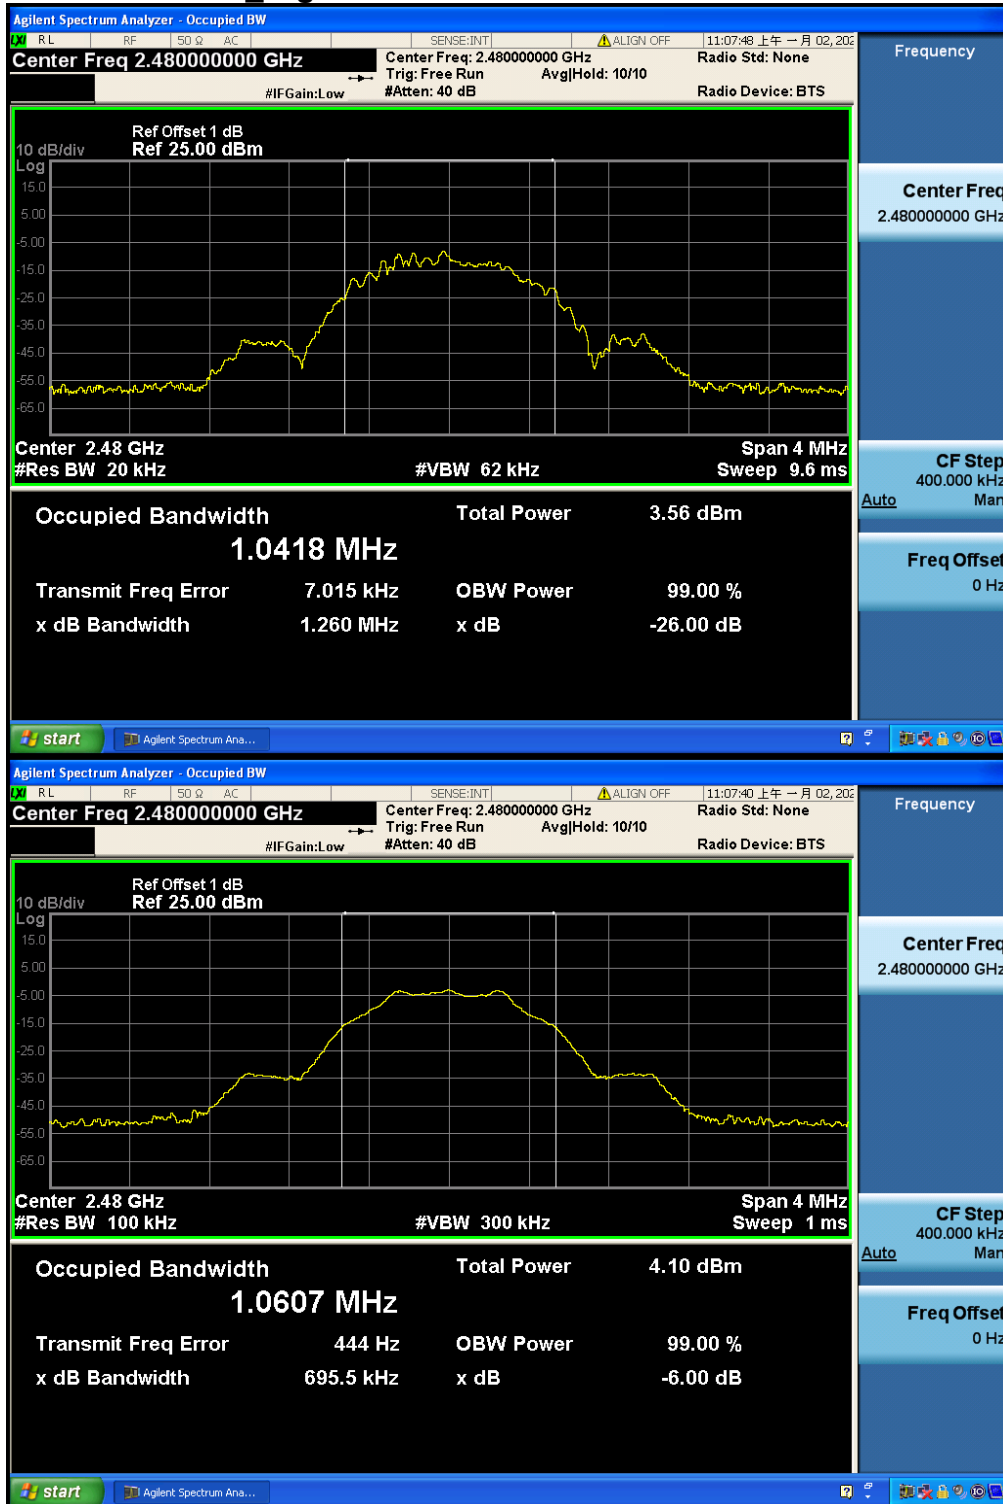 Agilent Spectrum Analyzer - Occupied BW
LXI RL RF 50 Ω AC SENSE:INT ALIGN OFF 11:07:48 上午 一月 02, 202
Center Freq 2.480000000 GHz
Center Freq: 2.480000000 GHz Radio Std: None
Trig: Free Run Avg|Hold: 10/10
#IFGain:Low #Atten: 40 dB Radio Device: BTS
Frequency
Ref Offset 1 dB
10 dB/div Ref 25.00 dBm
Log
15.0
5.00
-5.00
-15.0
-25.0
-35.0
-45.0
-55.0
-65.0
Center Freq
2.480000000 GHz
Center 2.48 GHz Span 4 MHz
#Res BW 20 kHz #VBW 62 kHz Sweep 9.6 ms
CF Step
400.000 kHz
Auto Man
Occupied Bandwidth Total Power 3.56 dBm
1.0418 MHz
Freq Offset
0 Hz
Transmit Freq Error 7.015 kHz OBW Power 99.00 %
x dB Bandwidth 1.260 MHz x dB -26.00 dB
start Agilent Spectrum Ana...
Agilent Spectrum Analyzer - Occupied BW
LXI RL RF 50 Ω AC SENSE:INT ALIGN OFF 11:07:40 上午 一月 02, 202
Center Freq 2.480000000 GHz
Center Freq: 2.480000000 GHz Radio Std: None
Trig: Free Run Avg|Hold: 10/10
#IFGain:Low #Atten: 40 dB Radio Device: BTS
Frequency
Ref Offset 1 dB
10 dB/div Ref 25.00 dBm
Log
15.0
5.00
-5.00
-15.0
-25.0
-35.0
-45.0
-55.0
-65.0
Center Freq
2.480000000 GHz
Center 2.48 GHz Span 4 MHz
#Res BW 100 kHz #VBW 300 kHz Sweep 1 ms
CF Step
400.000 kHz
Auto Man
Occupied Bandwidth Total Power 4.10 dBm
1.0607 MHz
Freq Offset
0 Hz
Transmit Freq Error 444 Hz OBW Power 99.00 %
x dB Bandwidth 695.5 kHz x dB -6.00 dB
start Agilent Spectrum Ana...